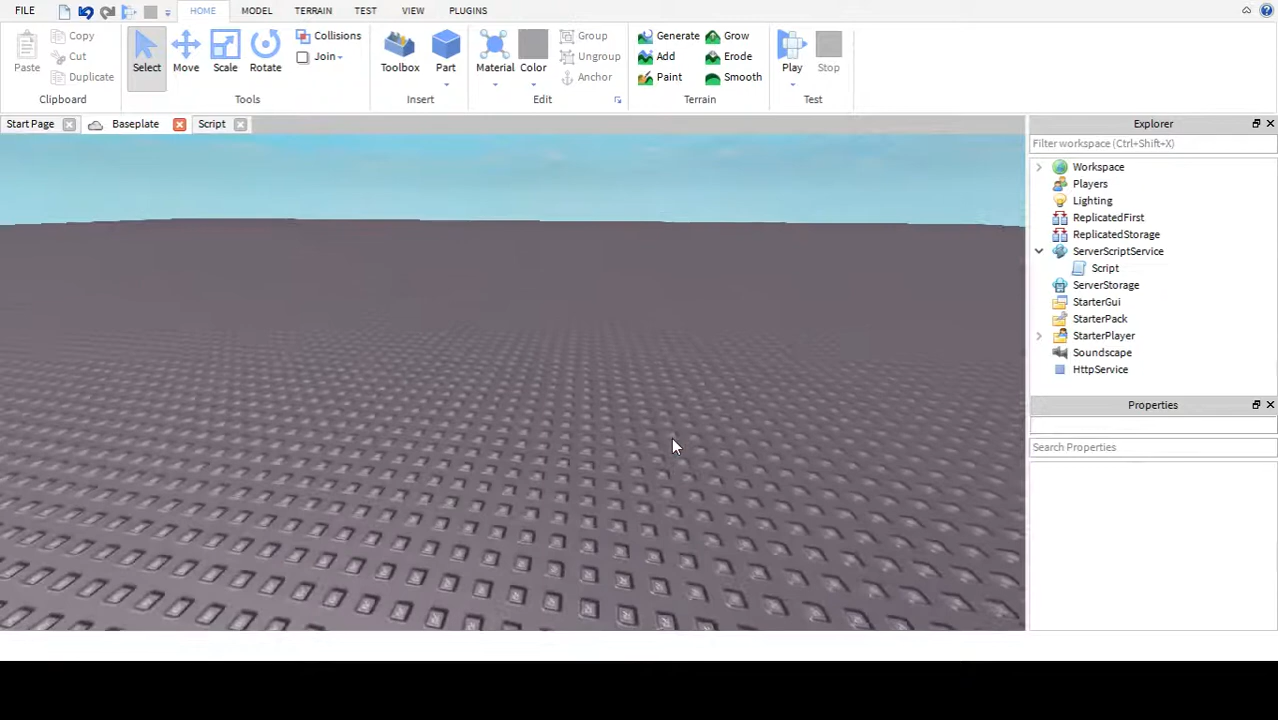 FILE HOME MODEL TERRAIN TEST VIEW PLUGINS
Paste Copy Cut Duplicate
Clipboard
Select Move Scale Rotate Collisions Join
Tools
Toolbox Part
Insert
Material Color Group Ungroup Anchor
Edit
Generate Grow
Add Erode
Paint Smooth
Terrain
Play Stop
Test
Start Page Baseplate Script
Explorer
Filter workspace (Ctrl+Shift+X)
Workspace
Players
Lighting
ReplicatedFirst
ReplicatedStorage
ServerScriptService
Script
ServerStorage
StarterGui
StarterPack
StarterPlayer
Soundscape
HttpService
Properties
Search Properties